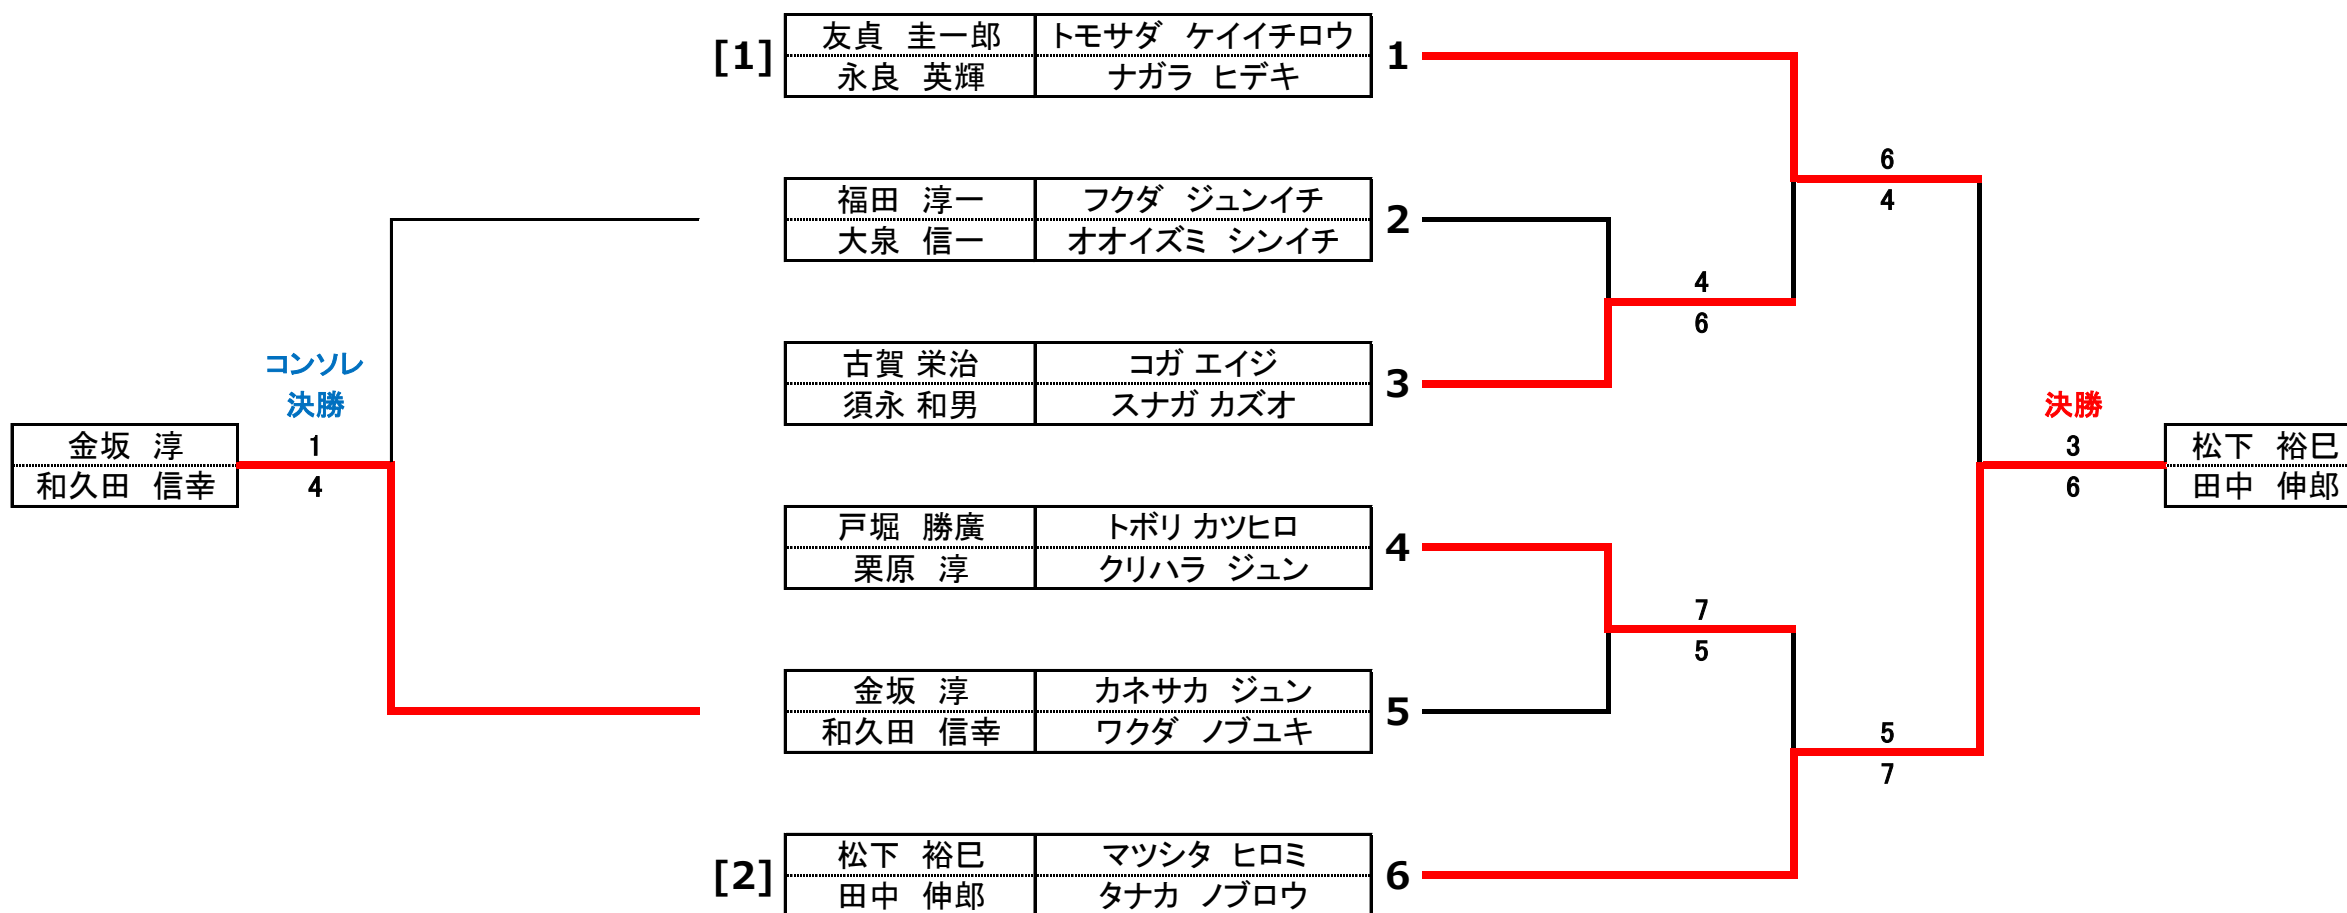 [1] 友貞 圭一郎 トモサダ ケイイチロウ 1
永良 英輝 ナガラ ヒデキ
6
4
福田 淳一 フクダ ジュンイチ 2
大泉 信一 オオイズミ シンイチ
4
6
古賀 栄治 コガ エイジ 3
須永 和男 スナガ カズオ
コンソレ
決勝
金坂 淳 1
和久田 信幸 4
決勝
3 松下 裕巳
6 田中 伸郎
戸堀 勝廣 トボリ カツヒロ 4
栗原 淳 クリハラ ジュン
7
5
金坂 淳 カネサカ ジュン 5
和久田 信幸 ワクダ ノブユキ
5
7
[2] 松下 裕巳 マツシタ ヒロミ 6
田中 伸郎 タナカ ノブロウ